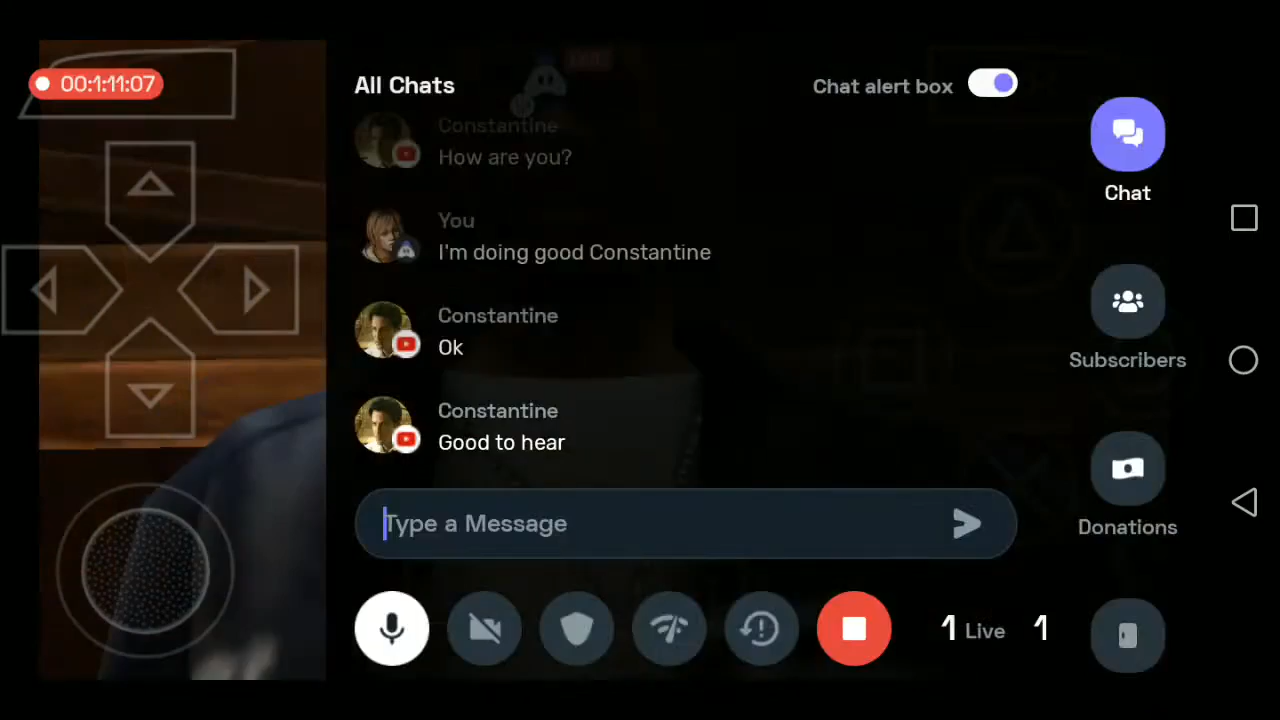 00:1:11:07
All Chats
Chat alert box
Constantine
How are you?
You
I'm doing good Constantine
Constantine
Ok
Constantine
Good to hear
Type a Message
1 Live 1
Chat
Subscribers
Donations